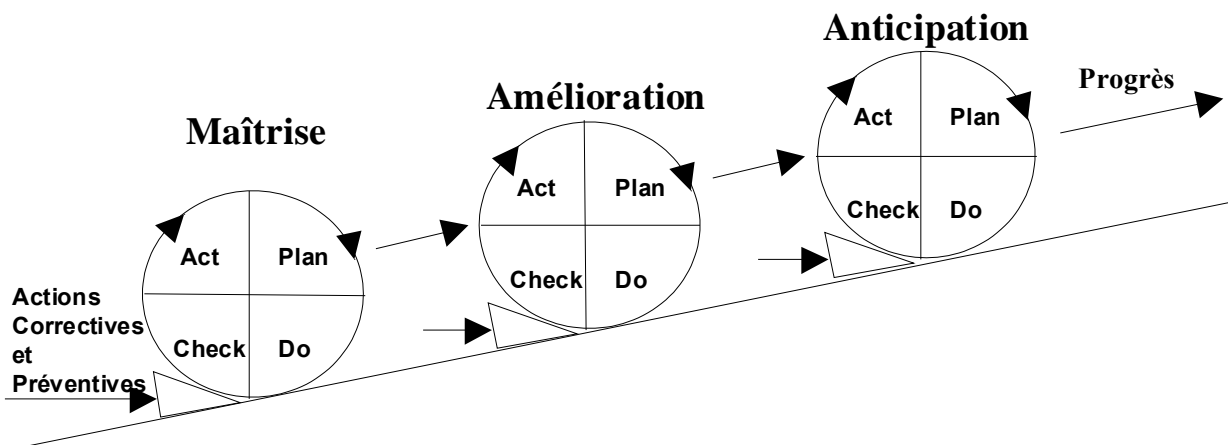 Anticipation
Progrès
Amélioration
Maîtrise
Act Plan
Check Do
Act Plan
Check Do
Act Plan
Check Do
Actions
Correctives
et
Préventives